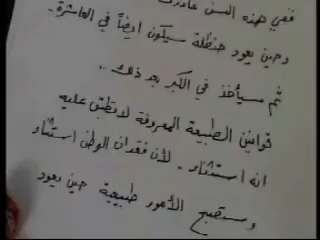 ففي هذه السن غادر
وحين يعود حنظلة سيكون ايضاً في العاشرة.
ثم سيأخذ في الكبر بعد ذلك ..
قوانين الطبيعة المعروفة لا تنطبق عليه
انه استثناء - لأن فقدان الوطن استثناء
وستصبح الأمور طبيعية حين يعود